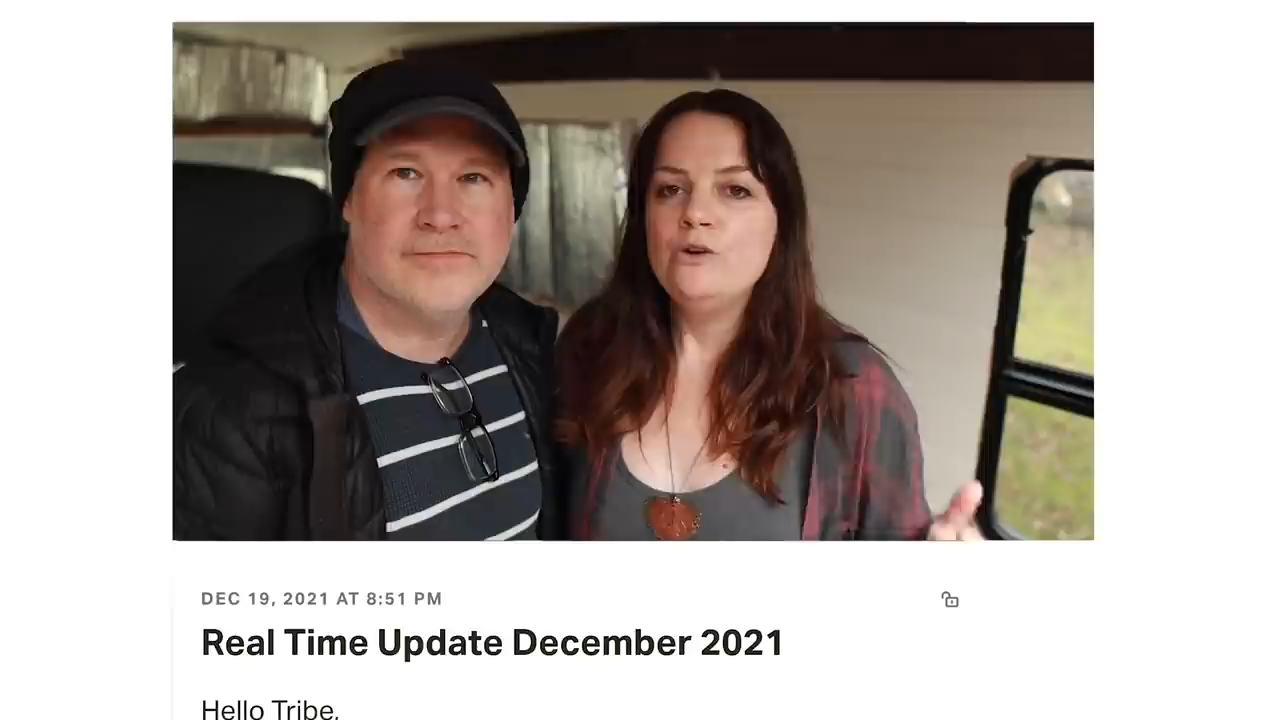 DEC 19, 2021 AT 8:51 PM
Real Time Update December 2021
Hello Tribe,